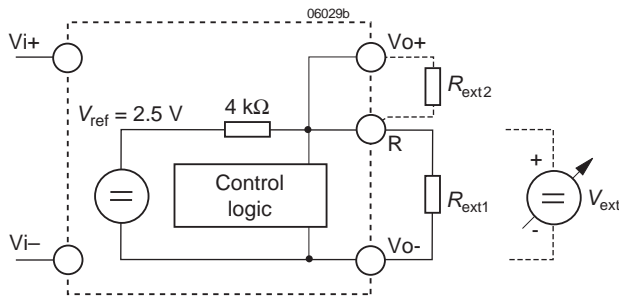 06029b
Vi+
Vo+
Vref = 2.5 V
4 kΩ
Rext2
R
Control
logic
Rext1
+
Vext
-
Vi–
Vo-